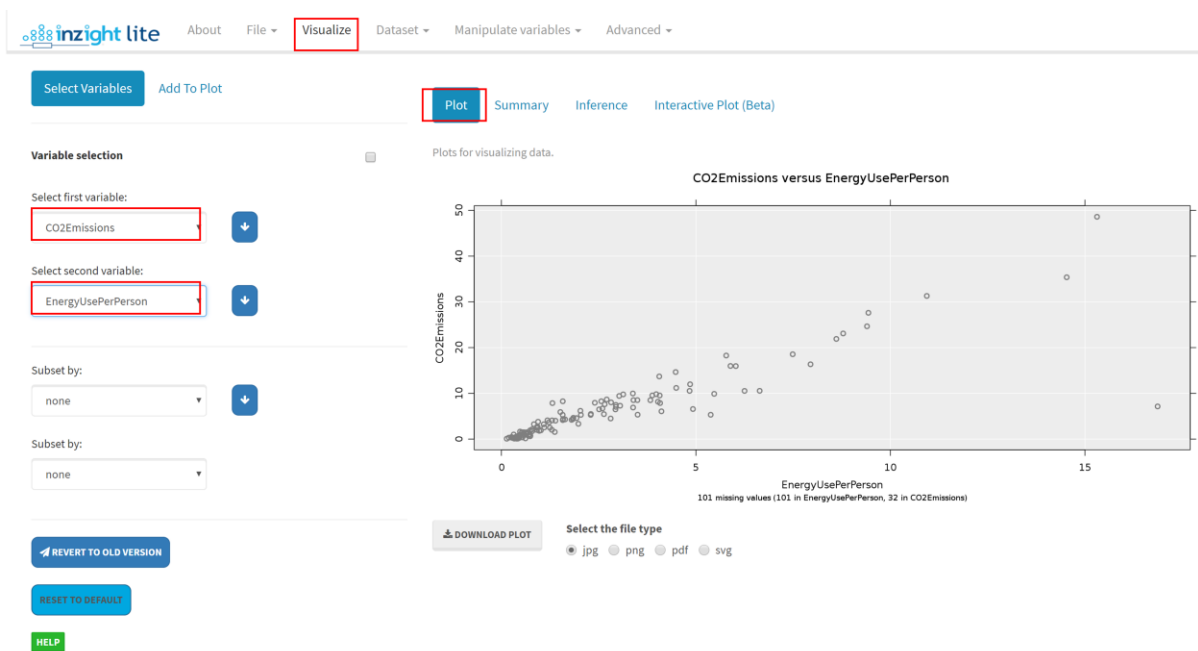 inzight lite About File Visualize Dataset Manipulate variables Advanced
Select Variables Add To Plot
Plot Summary Inference Interactive Plot (Beta)
Variable selection
Plots for visualizing data.
Select first variable:
CO2Emissions
Select second variable:
EnergyUsePerPerson
Subset by:
none
Subset by:
none
REVERT TO OLD VERSION
RESET TO DEFAULT
HELP
CO2Emissions versus EnergyUsePerPerson
50
40
30
20
10
0
CO2Emissions
0 5 10 15
EnergyUsePerPerson
101 missing values (101 in EnergyUsePerPerson, 32 in CO2Emissions)
DOWNLOAD PLOT
Select the file type
jpg png pdf svg